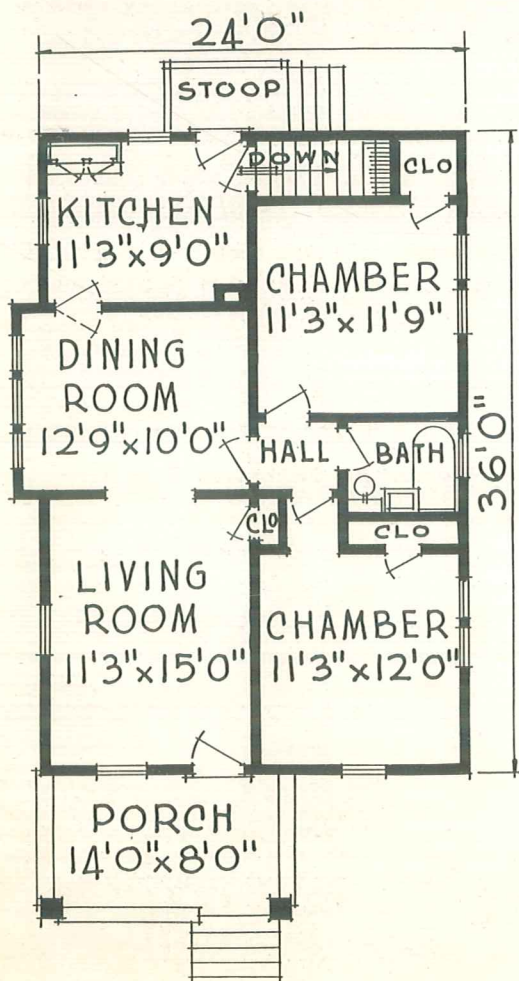 24'0"
STOOP
DOWN
CLO
KITCHEN
11'3"x9'0"
CHAMBER
11'3"x11'9"
DINING
ROOM
12'9"x10'0"
HALL
BATH
36'0"
CLO
CLO
LIVING
ROOM
11'3"x15'0"
CHAMBER
11'3"x12'0"
PORCH
14'0"x8'0"